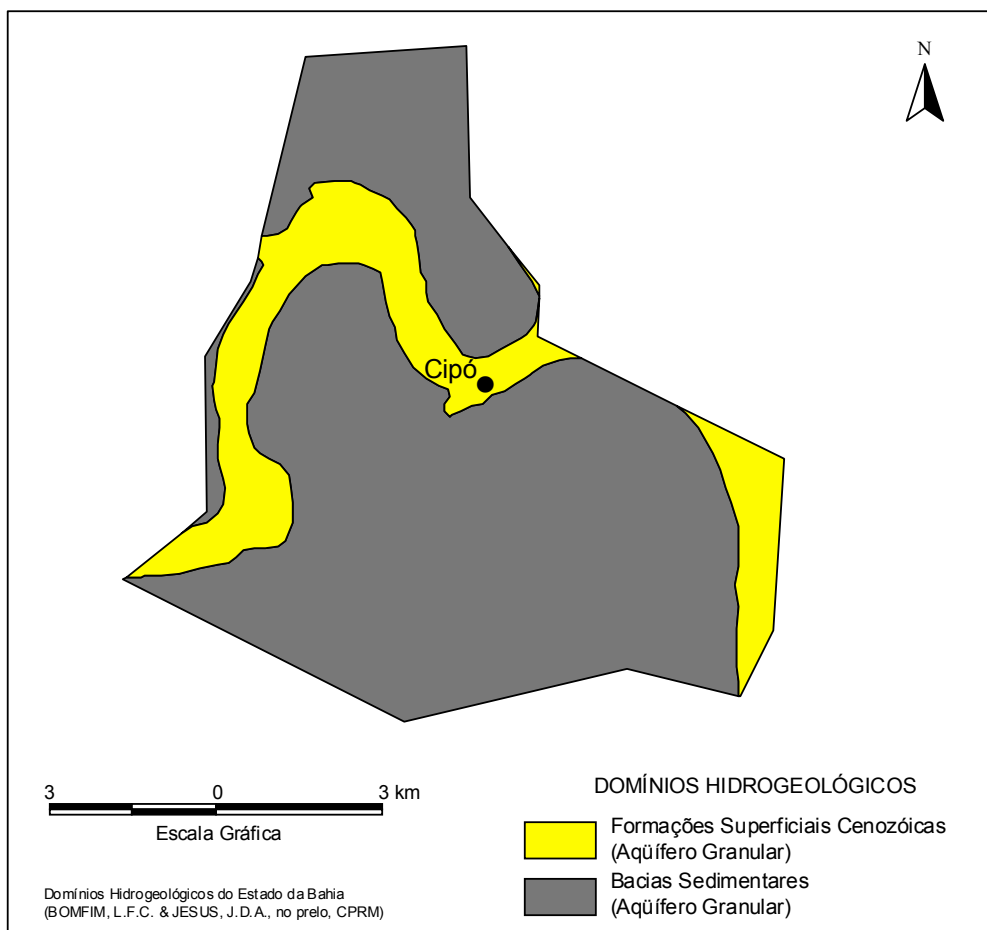 N
Cipó
3 0 3 km
Escala Gráfica
Domínios Hidrogeológicos do Estado da Bahia
(BOMFIM, L.F.C. & JESUS, J.D.A., no prelo, CPRM)
DOMÍNIOS HIDROGEOLÓGICOS
Formações Superficiais Cenozóicas
(Aqüífero Granular)
Bacias Sedimentares
(Aqüífero Granular)